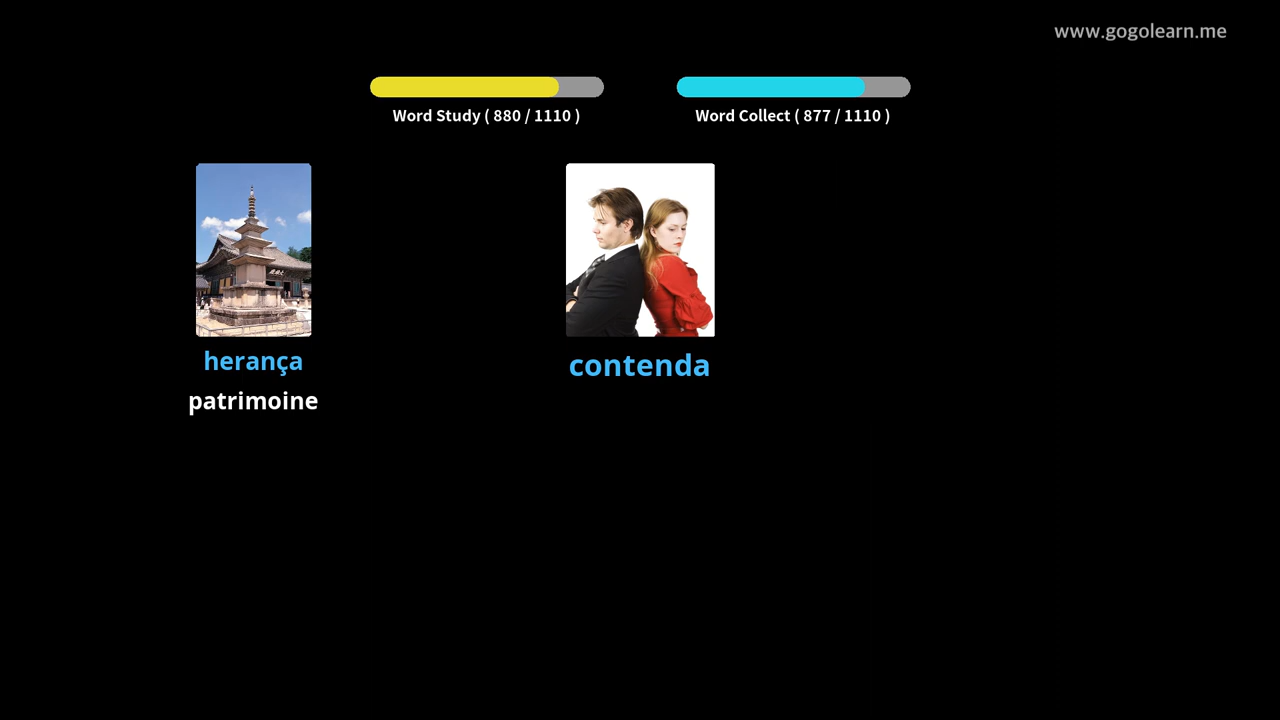 www.gogolearn.me
Word Study ( 880 / 1110 )
Word Collect ( 877 / 1110 )
herança
contenda
patrimoine